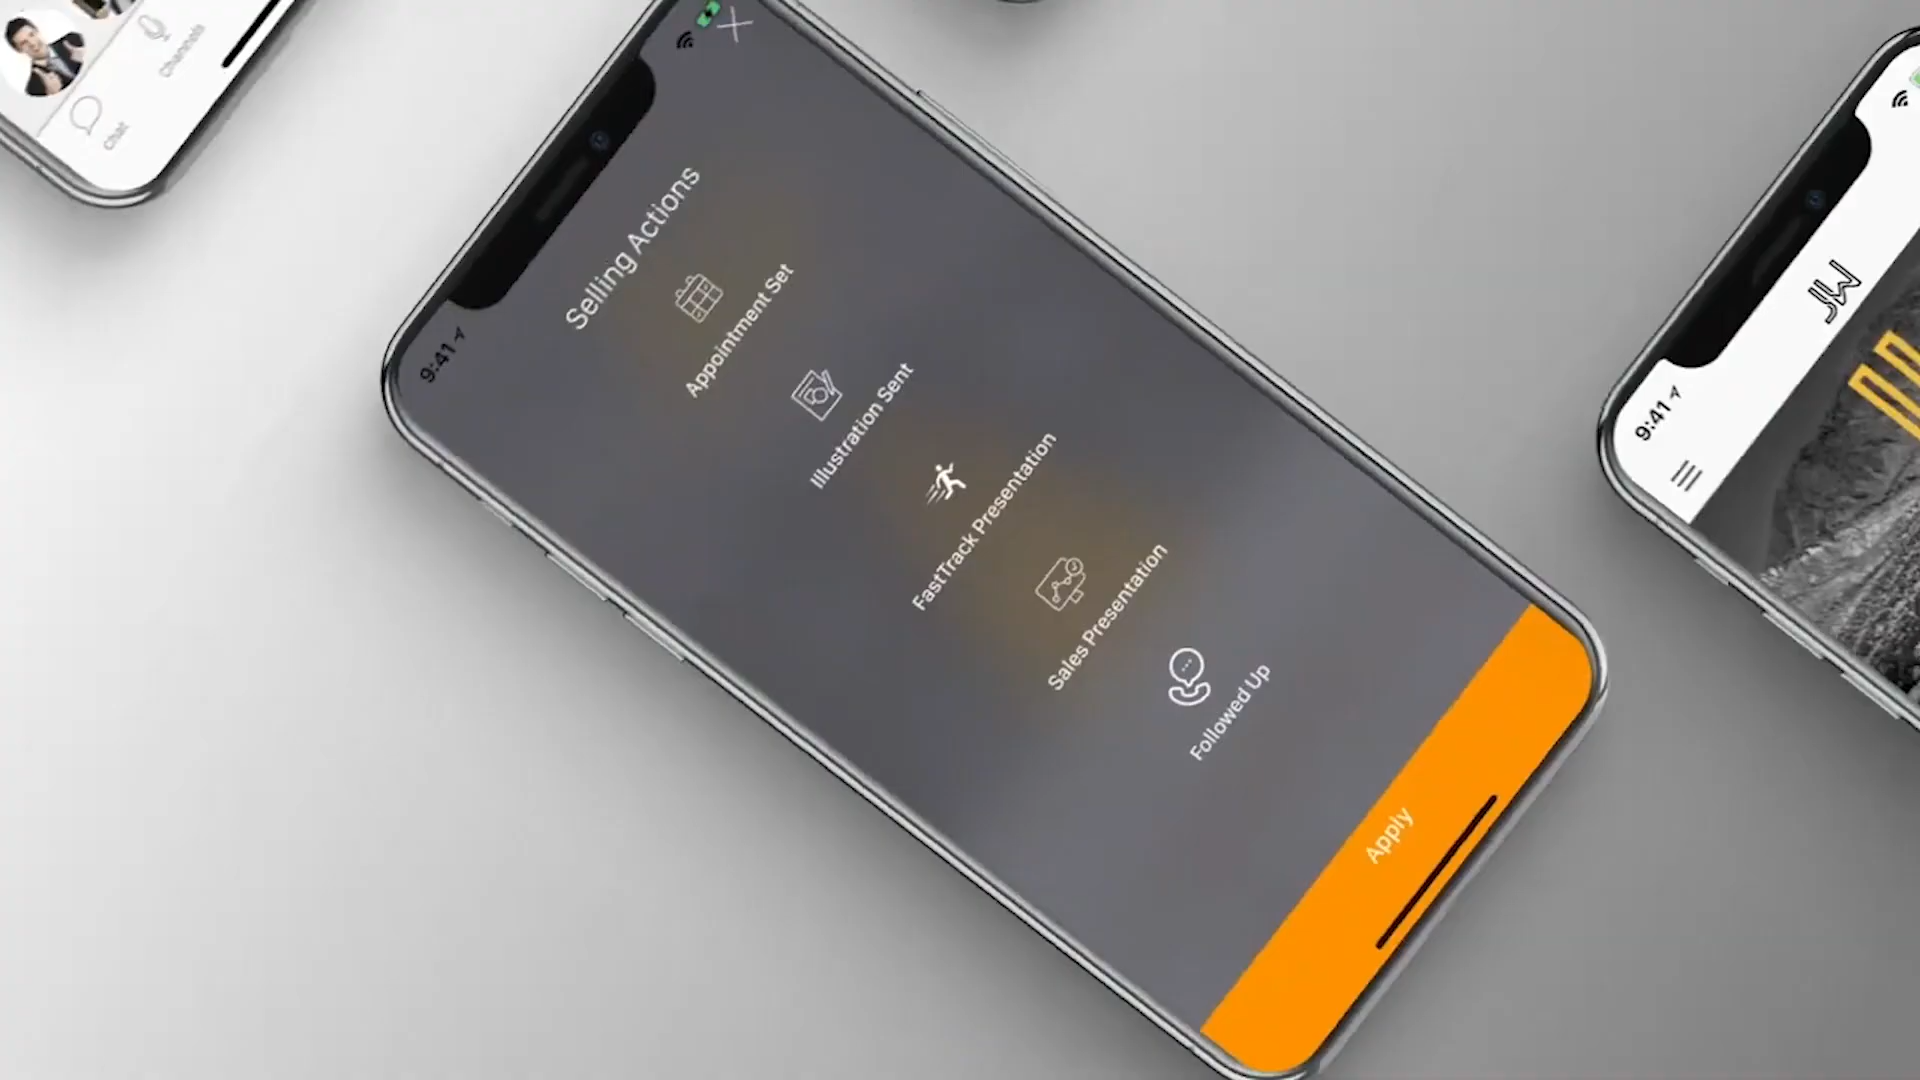 Channels
Chat
9:41
Selling Actions
Appointment Set
Illustration Sent
FastTrack Presentation
Sales Presentation
Followed Up
Apply
9:41